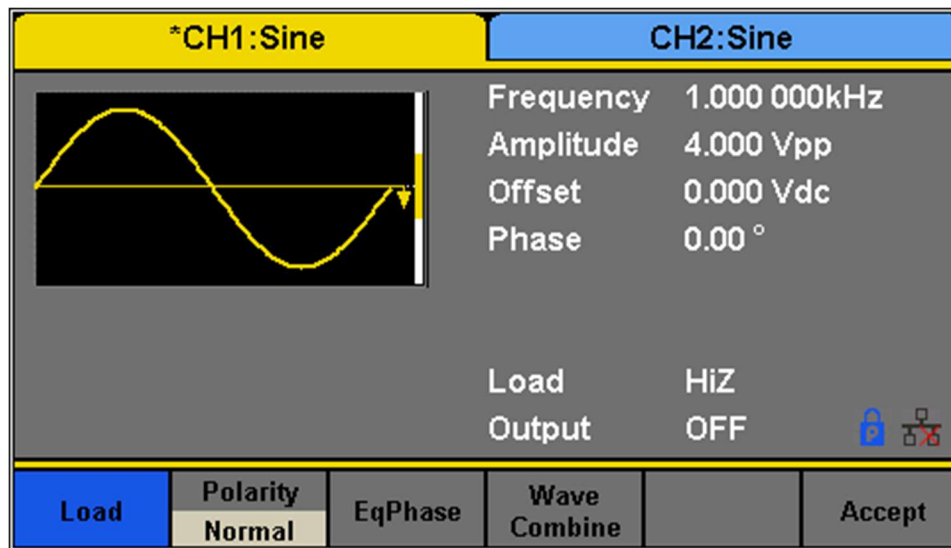 *CH1:Sine
CH2:Sine
Frequency 1.000 000kHz
Amplitude 4.000 Vpp
Offset 0.000 Vdc
Phase 0.00 °
Load HiZ
Output OFF
P
Load
Polarity
Normal
EqPhase
Wave
Combine
Accept